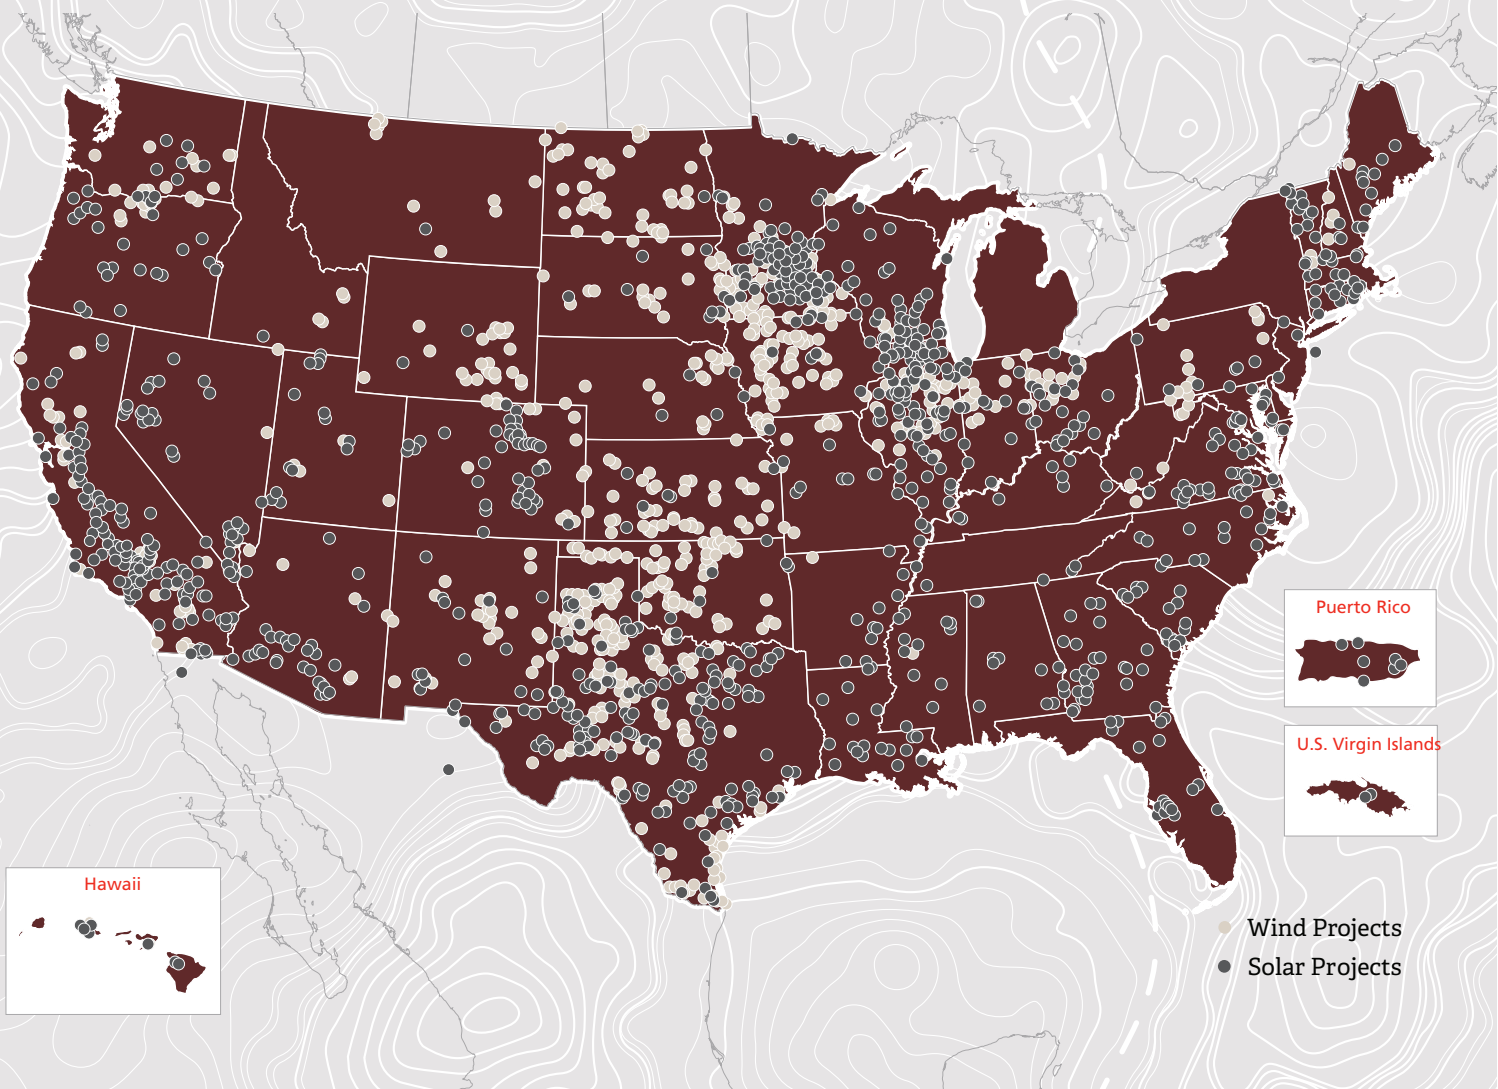 Puerto Rico
U.S. Virgin Islands
Hawaii
Wind Projects
Solar Projects